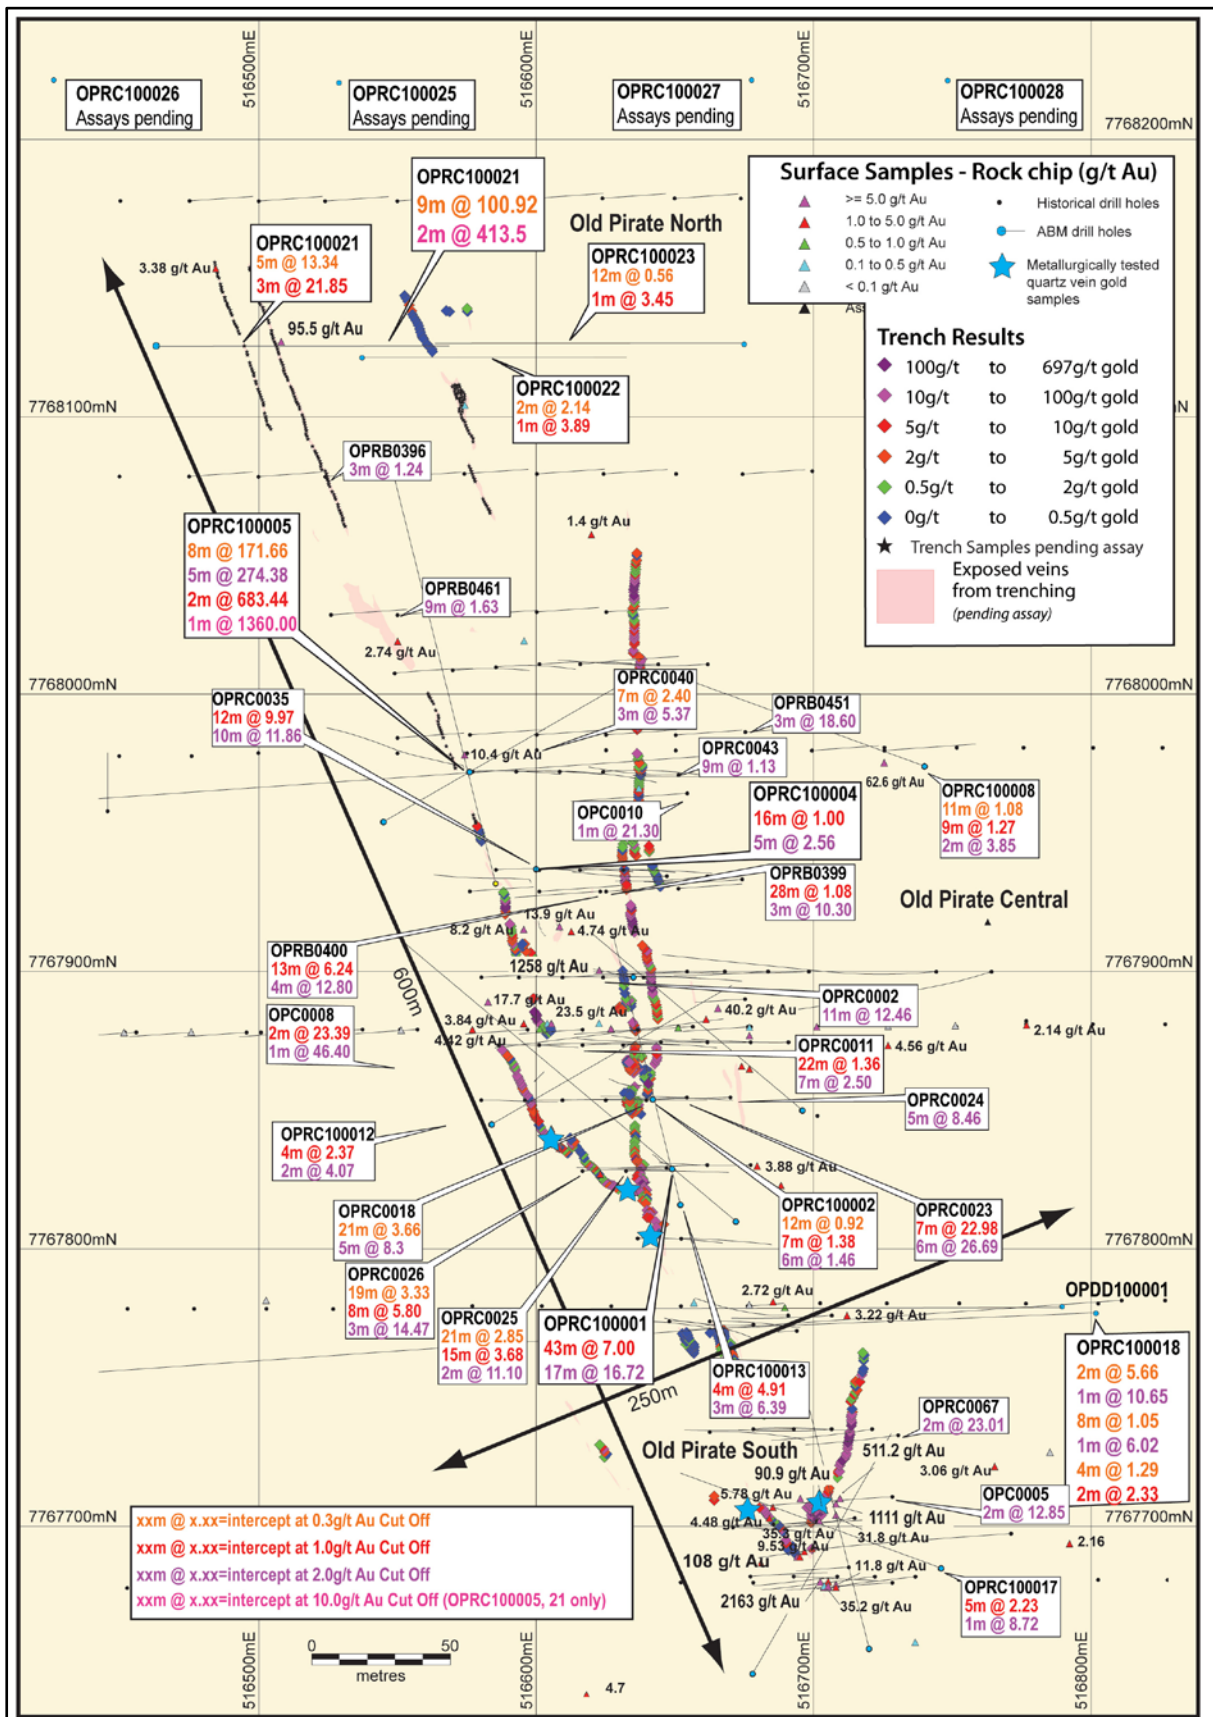 516500mE
516600mE
516700mE
OPRC100026
Assays pending
OPRC100025
Assays pending
OPRC100027
Assays pending
OPRC100028
Assays pending
7768200mN
Surface Samples - Rock chip (g/t Au)
>= 5.0 g/t Au
1.0 to 5.0 g/t Au
0.5 to 1.0 g/t Au
0.1 to 0.5 g/t Au
< 0.1 g/t Au
Historical drill holes
ABM drill holes
Metallurgically tested
quartz vein gold
samples
Trench Results
100g/t to 697g/t gold
10g/t to 100g/t gold
5g/t to 10g/t gold
2g/t to 5g/t gold
0.5g/t to 2g/t gold
0g/t to 0.5g/t gold
Trench Samples pending assay
Exposed veins
from trenching
(pending assay)
OPRC100021
9m @ 100.92
2m @ 413.5
Old Pirate North
OPRC100021
5m @ 13.34
3m @ 21.85
OPRC100023
12m @ 0.56
1m @ 3.45
3.38 g/t Au
95.5 g/t Au
OPRC100022
2m @ 2.14
1m @ 3.89
7768100mN
OPRB0396
3m @ 1.24
OPRC100005
8m @ 171.66
5m @ 274.38
2m @ 683.44
1m @ 1360.00
1.4 g/t Au
OPRB0461
9m @ 1.63
2.74 g/t Au
7768000mN
7768000mN
OPRC0035
12m @ 9.97
10m @ 11.86
OPRC0040
7m @ 2.40
3m @ 5.37
OPRB0451
3m @ 18.60
OPRC0043
9m @ 1.13
10.4 g/t Au
62.6 g/t Au
OPRC100008
11m @ 1.08
9m @ 1.27
2m @ 3.85
OPC0010
1m @ 21.30
OPRC100004
16m @ 1.00
5m @ 2.56
OPRB0399
28m @ 1.08
3m @ 10.30
Old Pirate Central
13.9 g/t Au
8.2 g/t Au
4.74 g/t Au
OPRB0400
13m @ 6.24
4m @ 12.80
7767900mN
7767900mN
600m
1258 g/t Au
OPRC0002
11m @ 12.46
OPC0008
2m @ 23.39
1m @ 46.40
17.7 g/t Au
23.5 g/t Au
40.2 g/t Au
3.84 g/t Au
4.42 g/t Au
2.14 g/t Au
4.56 g/t Au
OPRC0011
22m @ 1.36
7m @ 2.50
OPRC0024
5m @ 8.46
OPRC100012
4m @ 2.37
2m @ 4.07
3.88 g/t Au
OPRC0018
21m @ 3.66
5m @ 8.3
OPRC100002
12m @ 0.92
7m @ 1.38
6m @ 1.46
OPRC0023
7m @ 22.98
6m @ 26.69
7767800mN
7767800mN
OPRC0026
19m @ 3.33
8m @ 5.80
3m @ 14.47
OPRC0025
21m @ 2.85
15m @ 3.68
2m @ 11.10
OPRC100001
43m @ 7.00
17m @ 16.72
2.72 g/t Au
3.22 g/t Au
OPDD100001
OPRC100018
2m @ 5.66
1m @ 10.65
8m @ 1.05
1m @ 6.02
4m @ 1.29
2m @ 2.33
250m
OPRC100013
4m @ 4.91
3m @ 6.39
OPRC0067
2m @ 23.01
Old Pirate South
511.2 g/t Au
90.9 g/t Au
3.06 g/t Au
5.78 g/t Au
OPC0005
2m @ 12.85
4.48 g/t Au
1111 g/t Au
7767700mN
7767700mN
35.3 g/t Au
31.8 g/t Au
9.53 g/t Au
2.16
108 g/t Au
11.8 g/t Au
OPRC100017
5m @ 2.23
1m @ 8.72
2163 g/t Au
35.2 g/t Au
xxm @ x.xx=intercept at 0.3g/t Au Cut Off
xxm @ x.xx=intercept at 1.0g/t Au Cut Off
xxm @ x.xx=intercept at 2.0g/t Au Cut Off
xxm @ x.xx=intercept at 10.0g/t Au Cut Off (OPRC100005, 21 only)
0 50
metres
4.7
516500mE
516600mE
516700mE
516800mE